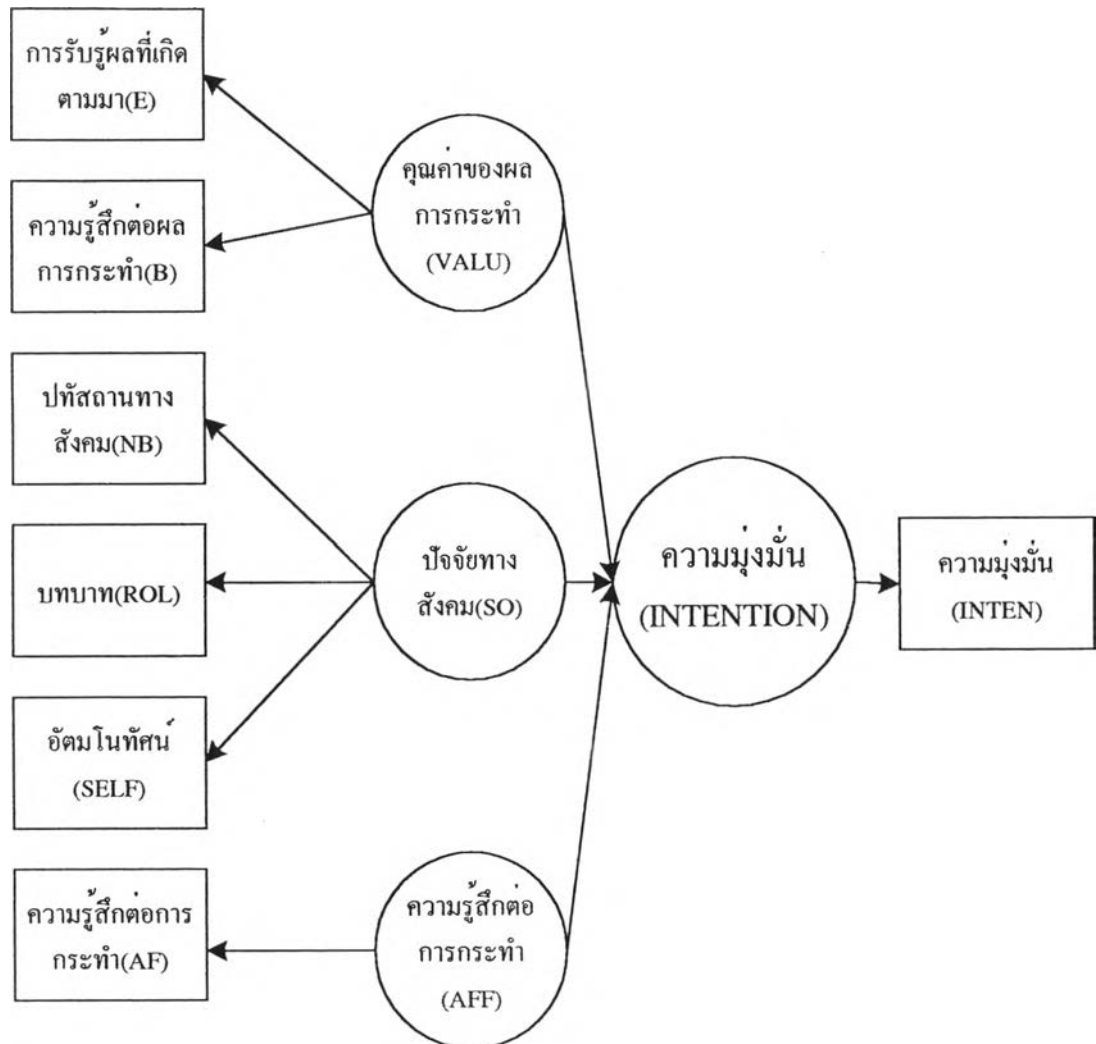 การรับรู้ผลที่เกิด
ตามมา(E)
ความรู้สึกต่อผล
การกระทำ(B)
ปทัสถานทาง
สังคม(NB)
บทบาท(ROL)
อัตมโนทัศน์
(SELF)
ความรู้สึกต่อการ
กระทำ(AF)
คุณค่าของผล
การกระทำ
(VALU)
ปัจจัยทาง
สังคม(SO)
ความรู้สึกต่อ
การกระทำ
(AFF)
ความมุ่งมั่น
(INTENTION)
ความมุ่งมั่น
(INTEN)